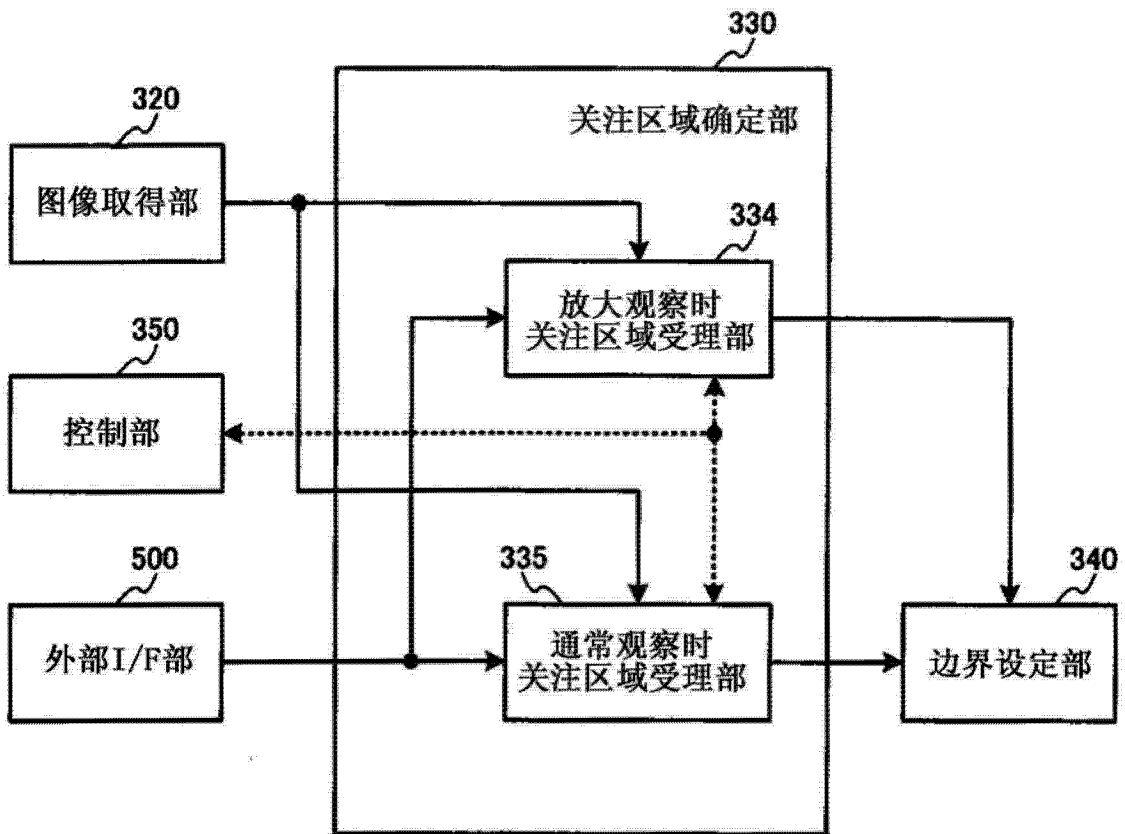 330
关注区域确定部
320
图像取得部
334
放大观察时
关注区域受理部
350
控制部
500
外部I/F部
335
通常观察时
关注区域受理部
340
边界设定部